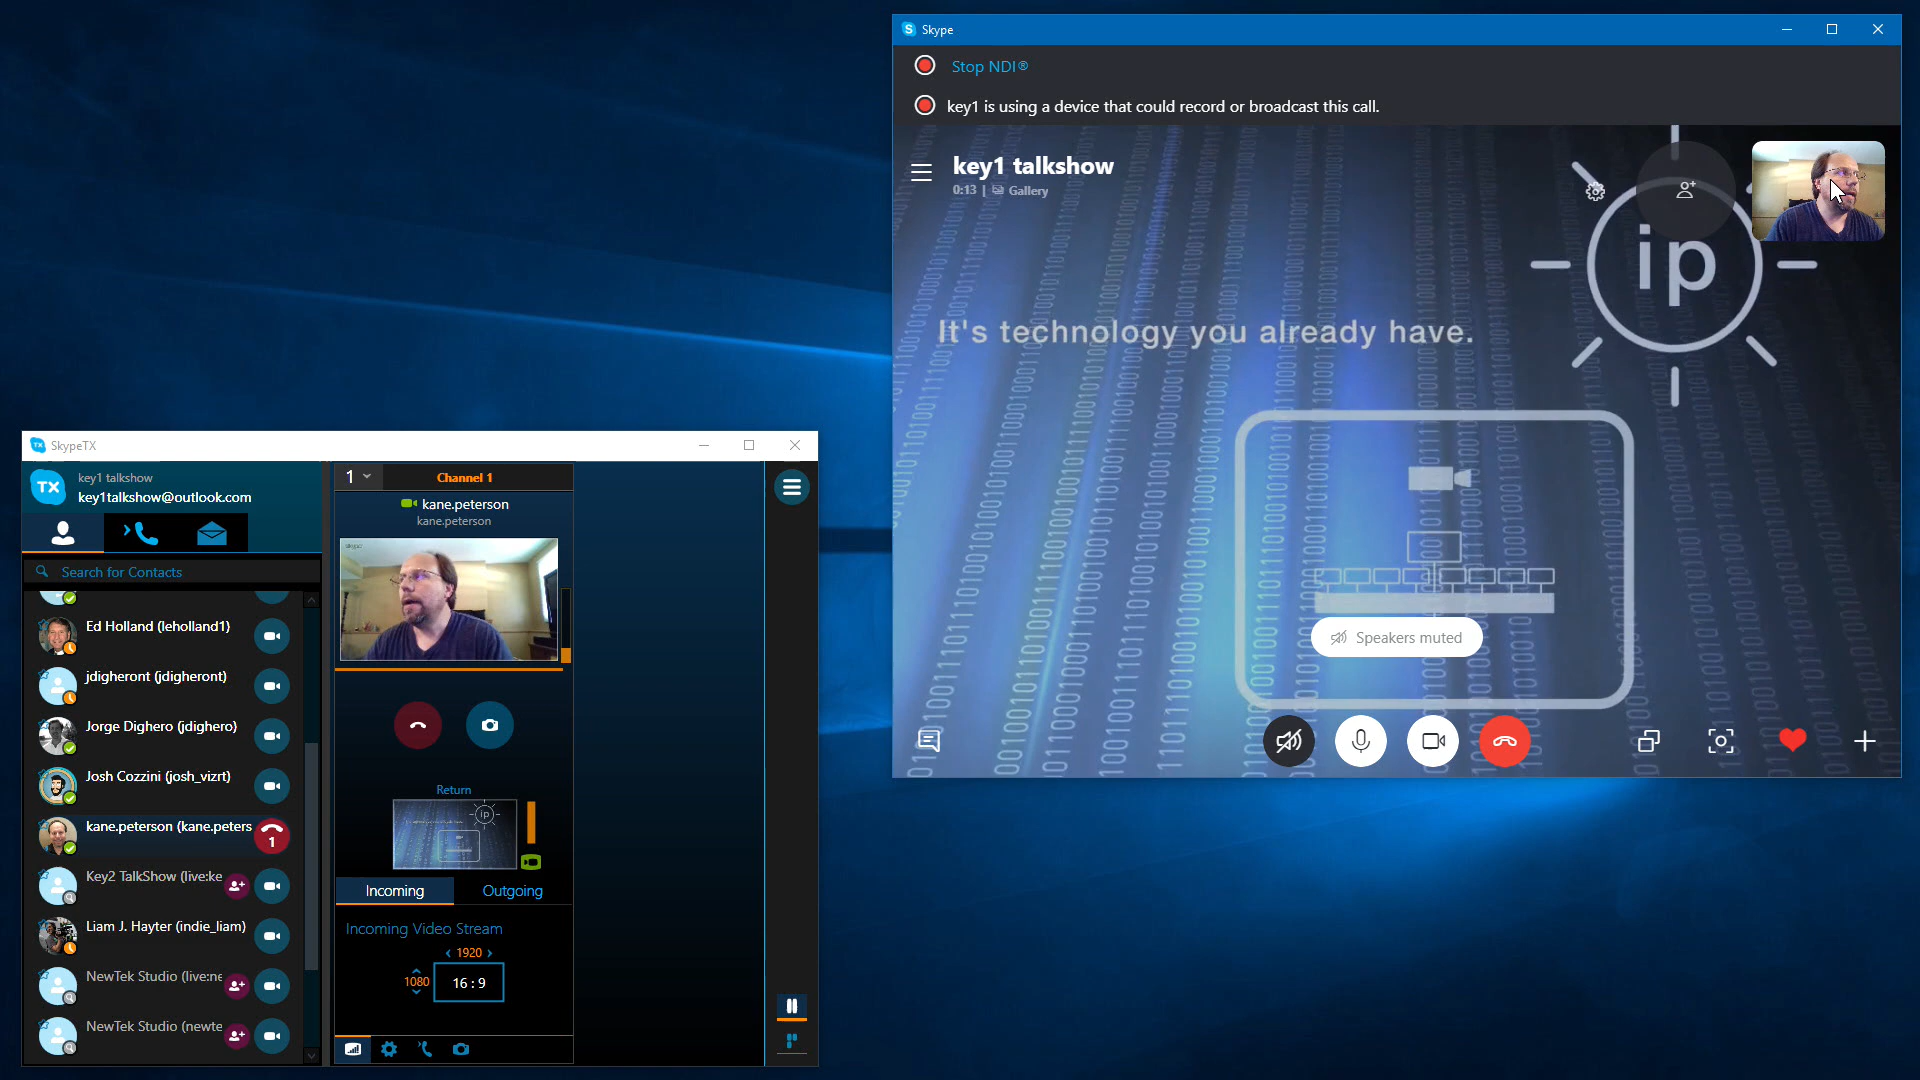 Skype
Stop NDI®
key1 is using a device that could record or broadcast this call.
key1 talkshow
0:13 | Gallery
ip
It's technology you already have.
Speakers muted
SkypeTX
TX
key1 talkshow
key1talkshow@outlook.com
Search for Contacts
Ed Holland (leholland1)
jdigheront (jdigheront)
Jorge Dighero (jdighero)
Josh Cozzini (josh_vizrt)
kane.peterson (kane.peters
1
Key2 TalkShow (live:ke
Liam J. Hayter (indie_liam)
NewTek Studio (live:ne
NewTek Studio (newte
1
Channel 1
kane.peterson
kane.peterson
Return
ip
Incoming
Outgoing
Incoming Video Stream
1920
1080
16 : 9